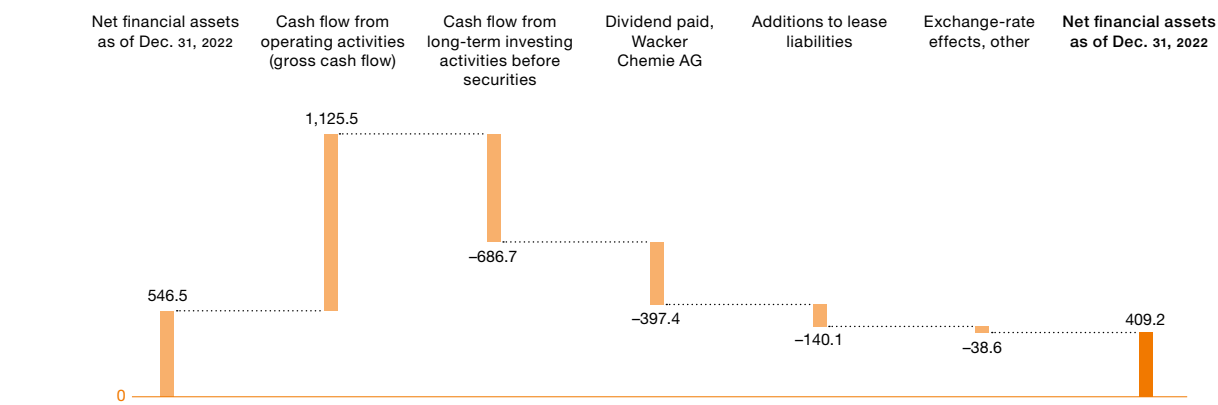 Net financial assets
as of Dec. 31, 2022
Cash flow from
operating activities
(gross cash flow)
Cash flow from
long-term investing
activities before
securities
Dividend paid,
Wacker
Chemie AG
Additions to lease
liabilities
Exchange-rate
effects, other
Net financial assets
as of Dec. 31, 2022
1,125.5
–686.7
546.5
–397.4
–140.1
–38.6
409.2
0